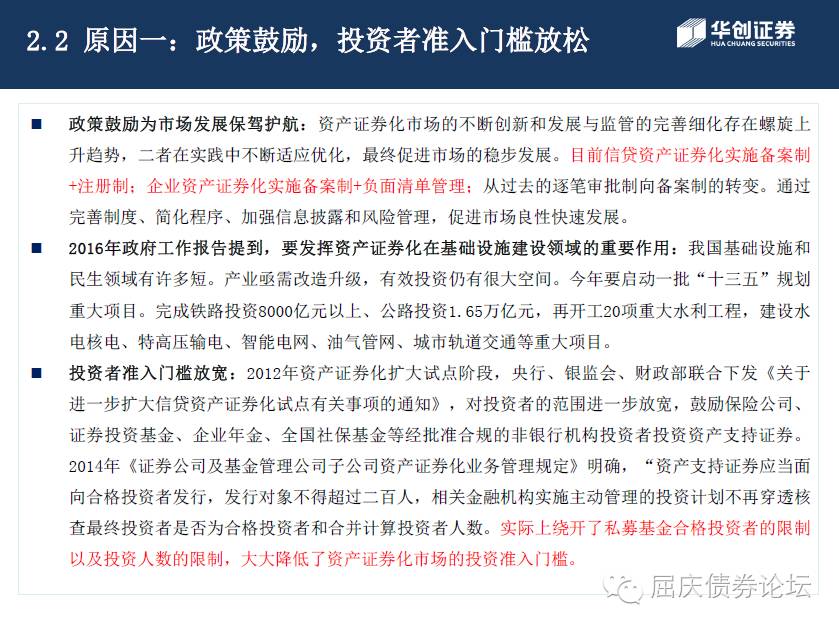 2.2 原因一：政策鼓励，投资者准入门槛放松
华创证券
HUA CHUANG SECURITIES
■ 政策鼓励为市场发展保驾护航：资产证券化市场的不断创新和发展与监管的完善细化存在螺旋上
升趋势，二者在实践中不断适应优化，最终促进市场的稳步发展。目前信贷资产证券化实施备案制
+注册制；企业资产证券化实施备案制+负面清单管理；从过去的逐笔审批制向备案制的转变。通过
完善制度、简化程序、加强信息披露和风险管理，促进市场良性快速发展。
■ 2016年政府工作报告提到，要发挥资产证券化在基础设施建设领域的重要作用：我国基础设施和
民生领域有许多短。产业亟需改造升级，有效投资仍有很大空间。今年要启动一批“十三五”规划
重大项目。完成铁路投资8000亿元以上、公路投资1.65万亿元，再开工20项重大水利工程，建设水
电核电、特高压输电、智能电网、油气管网、城市轨道交通等重大项目。
■ 投资者准入门槛放宽：2012年资产证券化扩大试点阶段，央行、银监会、财政部联合下发《关于
进一步扩大信贷资产证券化试点有关事项的通知》，对投资者的范围进一步放宽，鼓励保险公司、
证券投资基金、企业年金、全国社保基金等经批准合规的非银行机构投资者投资资产支持证券。
2014年《证券公司及基金管理公司子公司资产证券化业务管理规定》明确，“资产支持证券应当面
向合格投资者发行，发行对象不得超过二百人，相关金融机构实施主动管理的投资计划不再穿透核
查最终投资者是否为合格投资者和合并计算投资者人数。实际上绕开了私募基金合格投资者的限制
以及投资人数的限制，大大降低了资产证券化市场的投资准入门槛。
屈庆债券论坛